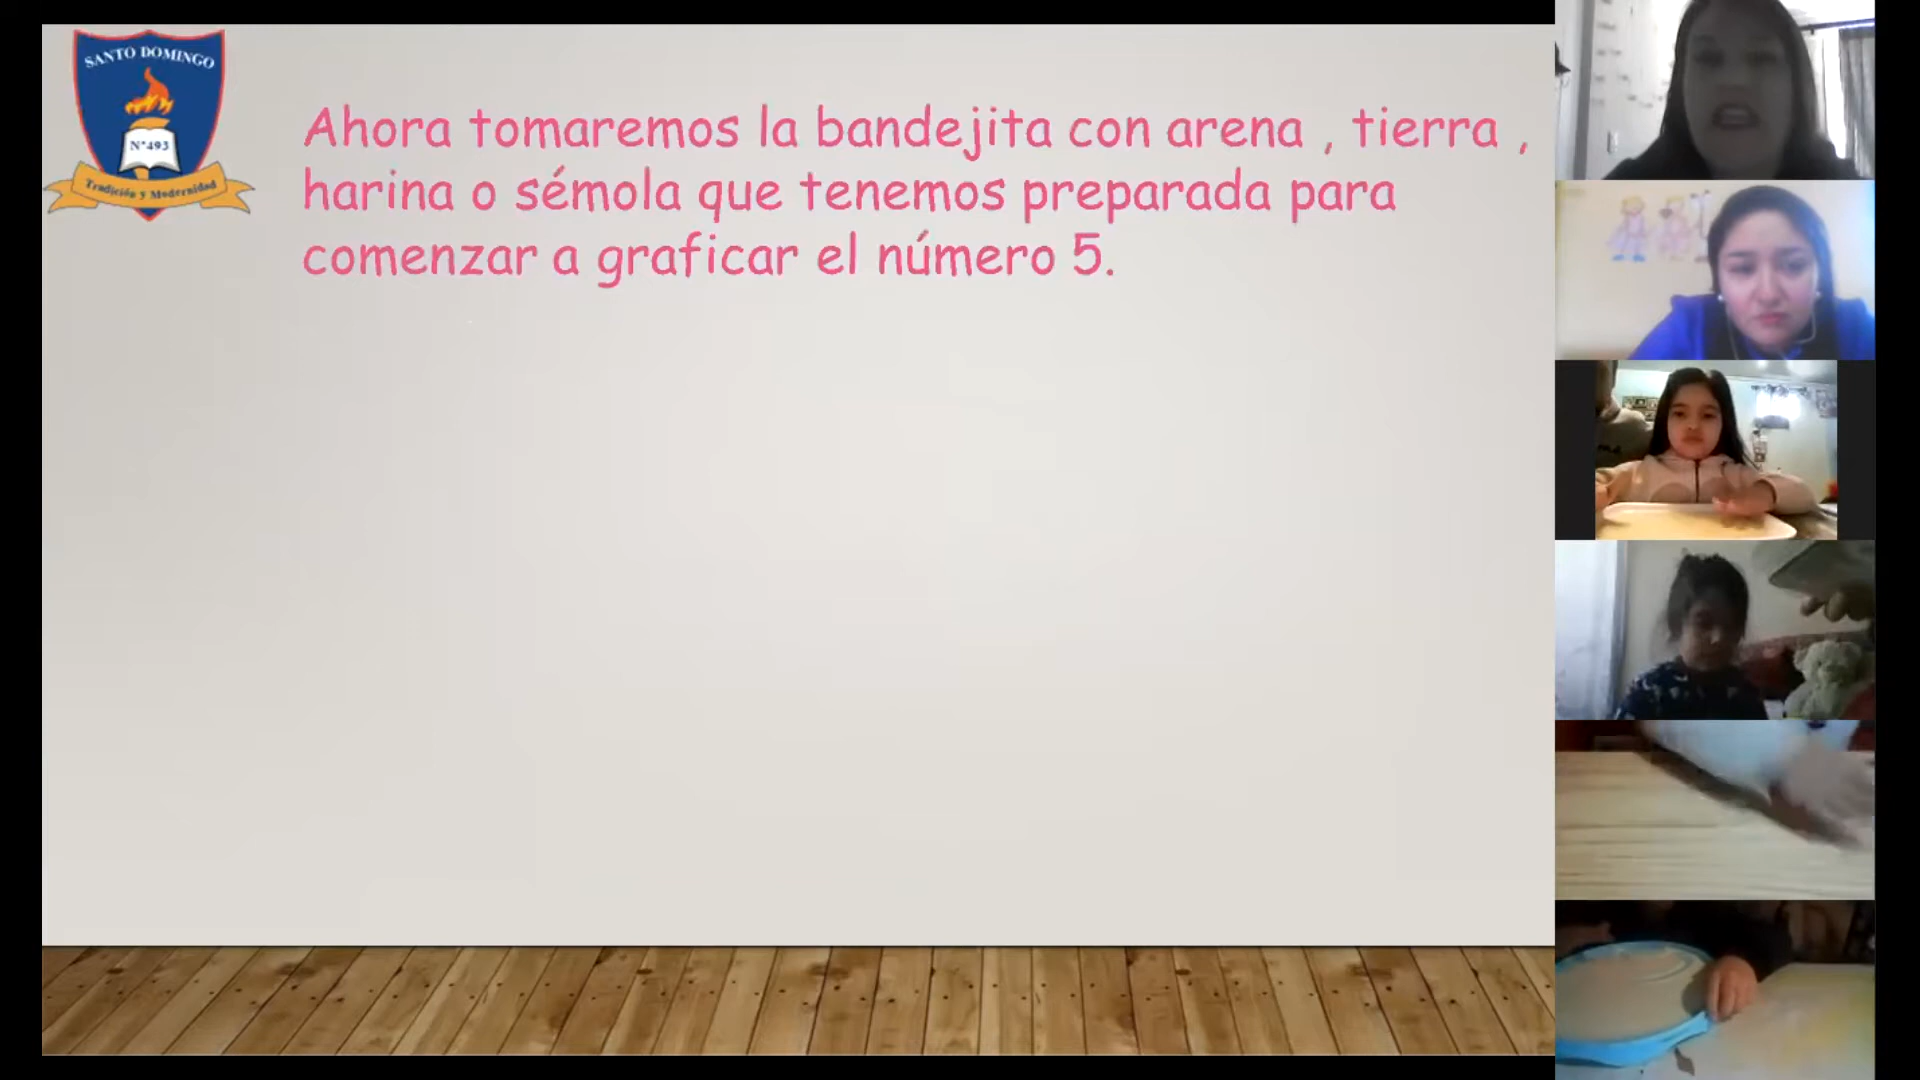 SANTO DOMINGO
N°493
Tradición y Modernidad
Ahora tomaremos la bandejita con arena , tierra ,
harina o sémola que tenemos preparada para
comenzar a graficar el número 5.